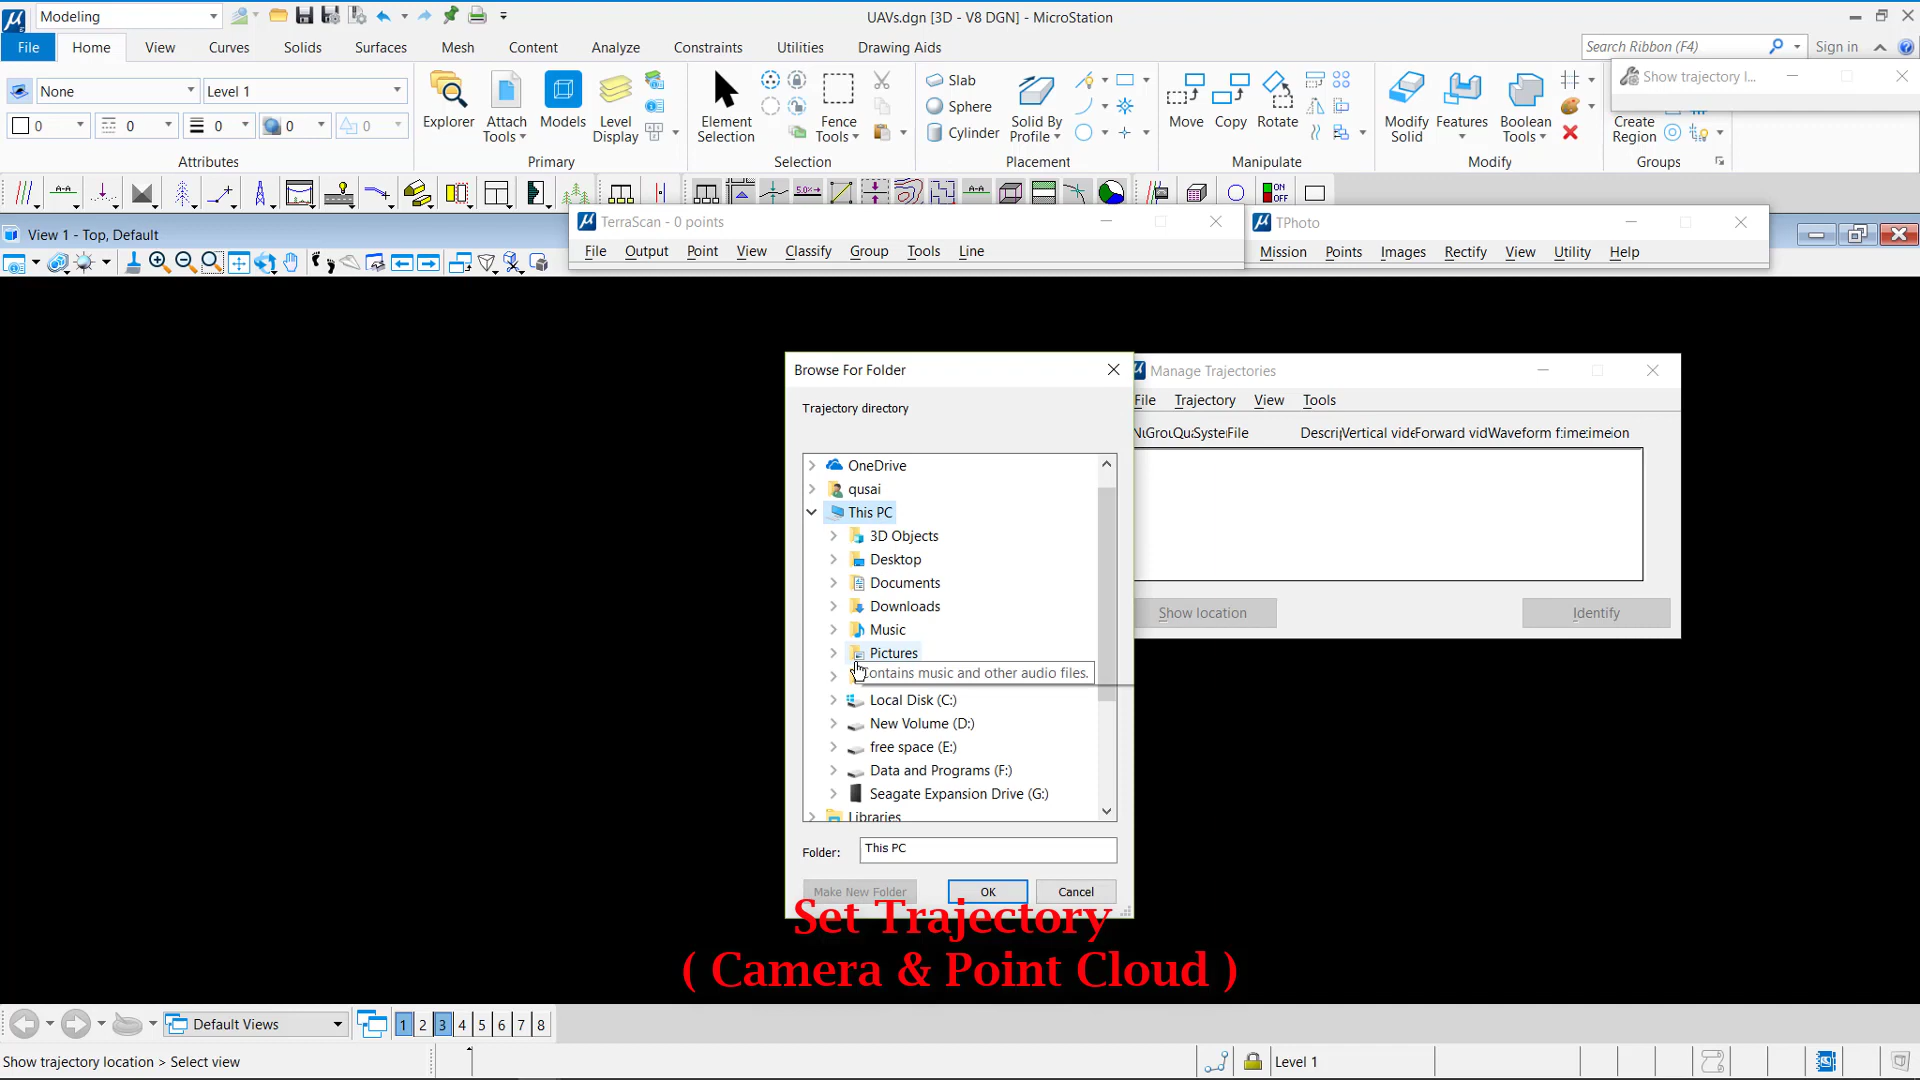 Modeling
UAVs.dgn [3D - V8 DGN] - MicroStation
File Home View Curves Solids Surfaces Mesh Content Analyze Constraints Utilities Drawing Aids
Search Ribbon (F4)
Sign in
Show trajectory l...
None
Level 1
0 0 0 0 0
Attributes
Explorer
Attach Tools
Models
Level Display
Primary
Element Selection
Fence Tools
Selection
Slab
Sphere
Cylinder
Solid By Profile
Placement
Move
Copy
Rotate
Manipulate
Modify Solid
Features
Boolean Tools
Modify
Create Region
Groups
ON
OFF
View 1 - Top, Default
TerraScan - 0 points
File Output Point View Classify Group Tools Line
TPhoto
Mission Points Images Rectify View Utility Help
Browse For Folder
Trajectory directory
OneDrive
qusai
This PC
3D Objects
Desktop
Documents
Downloads
Music
Pictures
ontains music and other audio files.
Local Disk (C:)
New Volume (D:)
free space (E:)
Data and Programs (F:)
Seagate Expansion Drive (G:)
Libraries
Folder: This PC
Make New Folder
OK
Cancel
Manage Trajectories
File Trajectory View Tools
Show location
Identify
Set Trajectory
( Camera & Point Cloud )
Default Views
1 2 3 4 5 6 7 8
Show trajectory location > Select view
Level 1